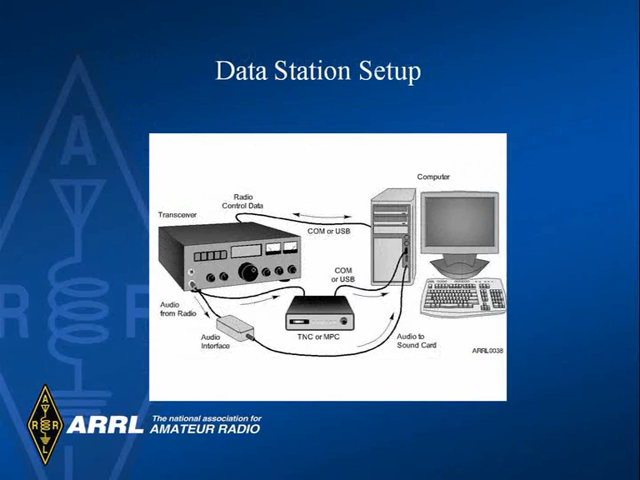 Data Station Setup
Computer
Radio
Control Data
Transceiver
COM or USB
COM
or USB
Audio
from Radio
Audio
Interface
TNC or MPC
Audio to
Sound Card
ARRL0038
A
R R
L
A
R R
L
ARRL
The national association for
AMATEUR RADIO